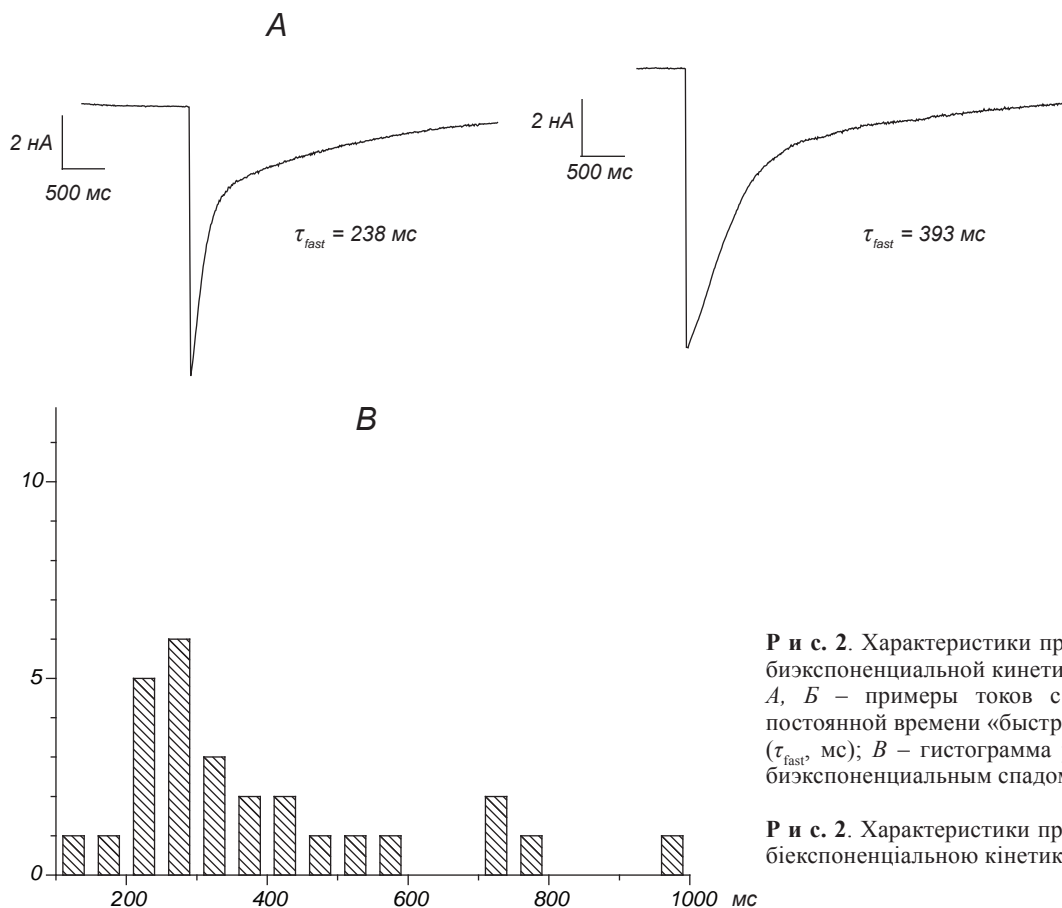 А
2 нА
500 мс
τfast = 238 мс
2 нА
500 мс
τfast = 393 мс
В
10
5
0
200
400
600
800
1000
мс
Р и с. 2. Характеристики пр
биэкспоненциальной кинети
А, Б – примеры токов с
постоянной времени «быстр
(τfast, мс); В – гистограмма
биэкспоненциальным спадом
Р и с. 2. Характеристики пр
біекспоненціальною кінетик